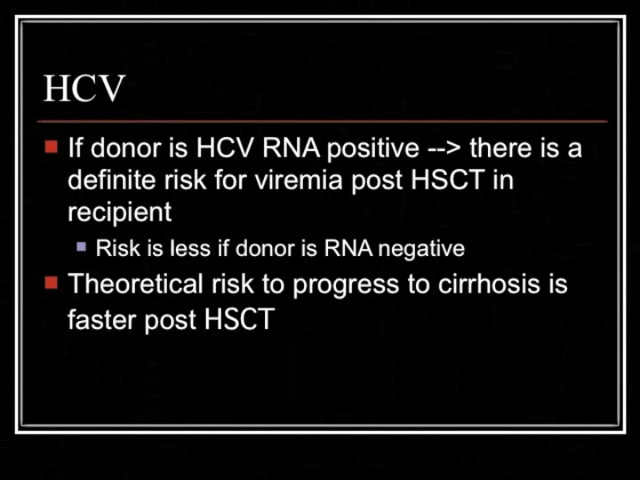 HCV
If donor is HCV RNA positive --> there is a
definite risk for viremia post HSCT in
recipient
Risk is less if donor is RNA negative
Theoretical risk to progress to cirrhosis is
faster post HSCT